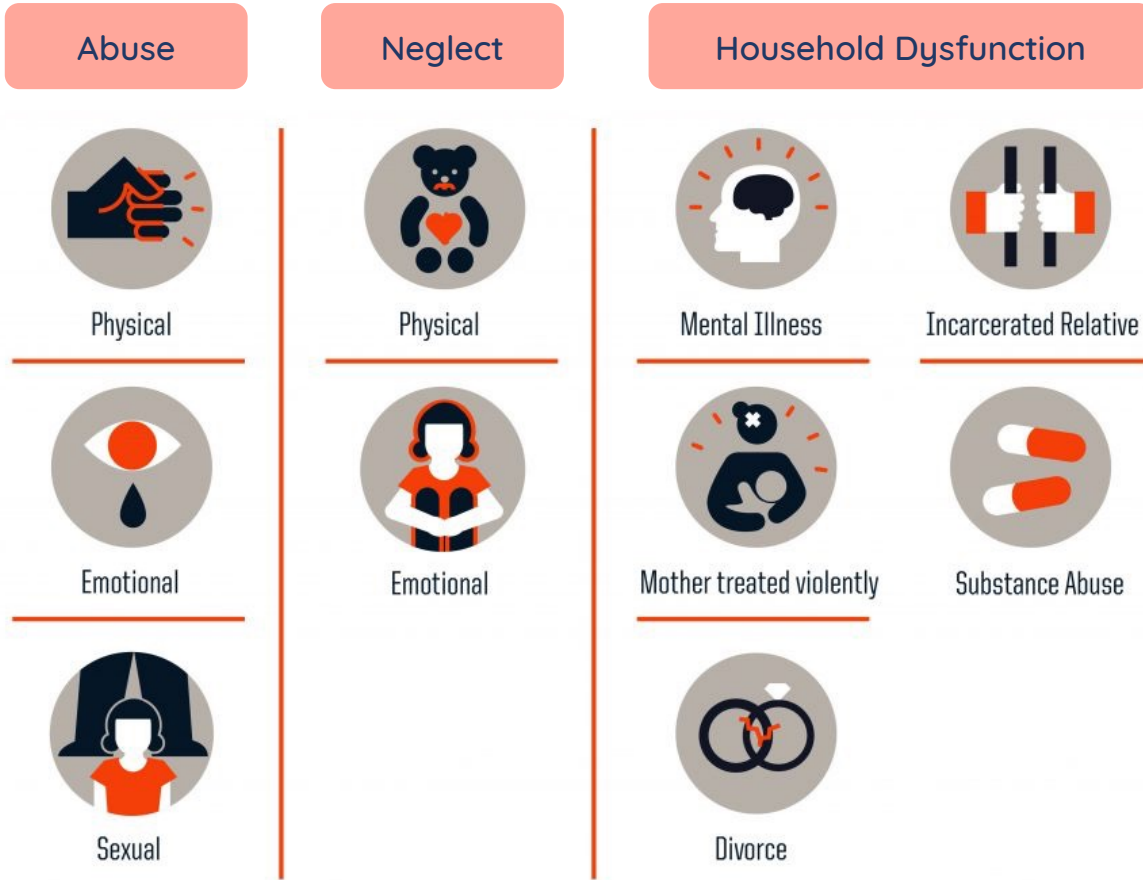 Abuse
Neglect
Household Dysfunction
Physical
Physical
Mental Illness
Incarcerated Relative
Emotional
Emotional
Mother treated violently
Substance Abuse
Sexual
Divorce